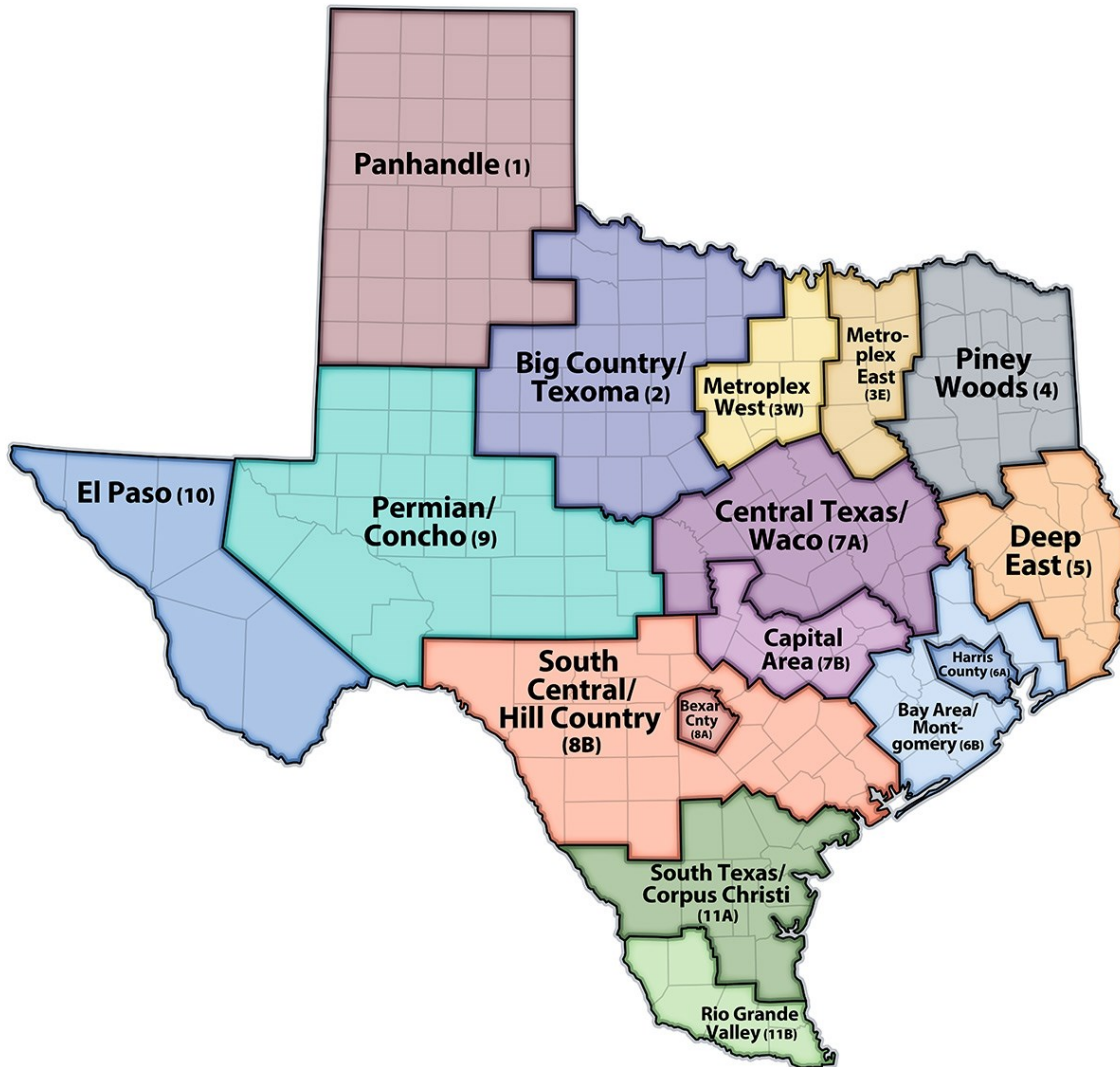 Panhandle (1)
Big Country/
Texoma (2)
Metroplex
West (3W)
Metro-
plex
East
(3E)
Piney
Woods (4)
El Paso (10)
Permian/
Concho (9)
Central Texas/
Waco (7A)
Deep
East (5)
Capital
Area (7B)
Harris
County (6A)
Bay Area/
Mont-
gomery (6B)
South
Central/
Hill Country
(8B)
Bexar
Cnty
(8A)
South Texas/
Corpus Christi
(11A)
Rio Grande
Valley (11B)